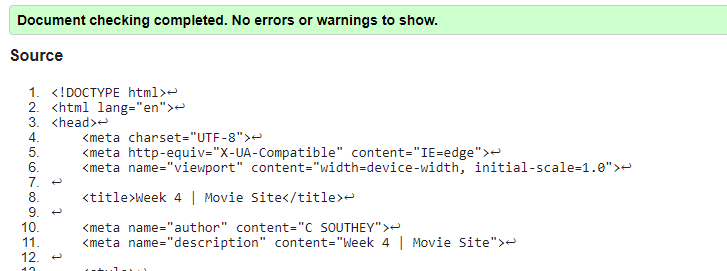 Document checking completed. No errors or warnings to show.
Source
1. <!DOCTYPE html>↩
2. <html lang="en">↩
3. <head>↩
4. <meta charset="UTF-8">↩
5. <meta http-equiv="X-UA-Compatible" content="IE=edge">↩
6. <meta name="viewport" content="width=device-width, initial-scale=1.0">↩
7. ↩
8. <title>Week 4 | Movie Site</title>↩
9. ↩
10. <meta name="author" content="C SOUTHEY">↩
11. <meta name="description" content="Week 4 | Movie Site">↩
12. ↩